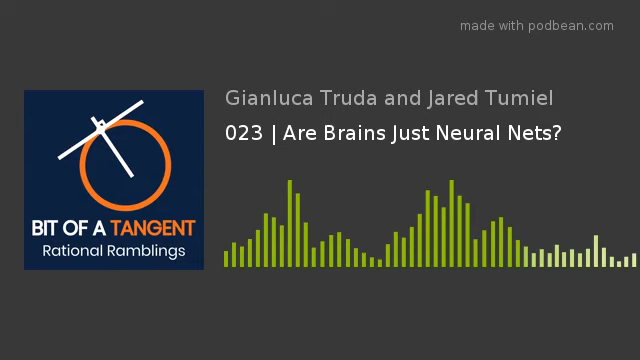 made with podbean.com
Gianluca Truda and Jared Tumiel
023 | Are Brains Just Neural Nets?
BIT OF A TANGENT
Rational Ramblings